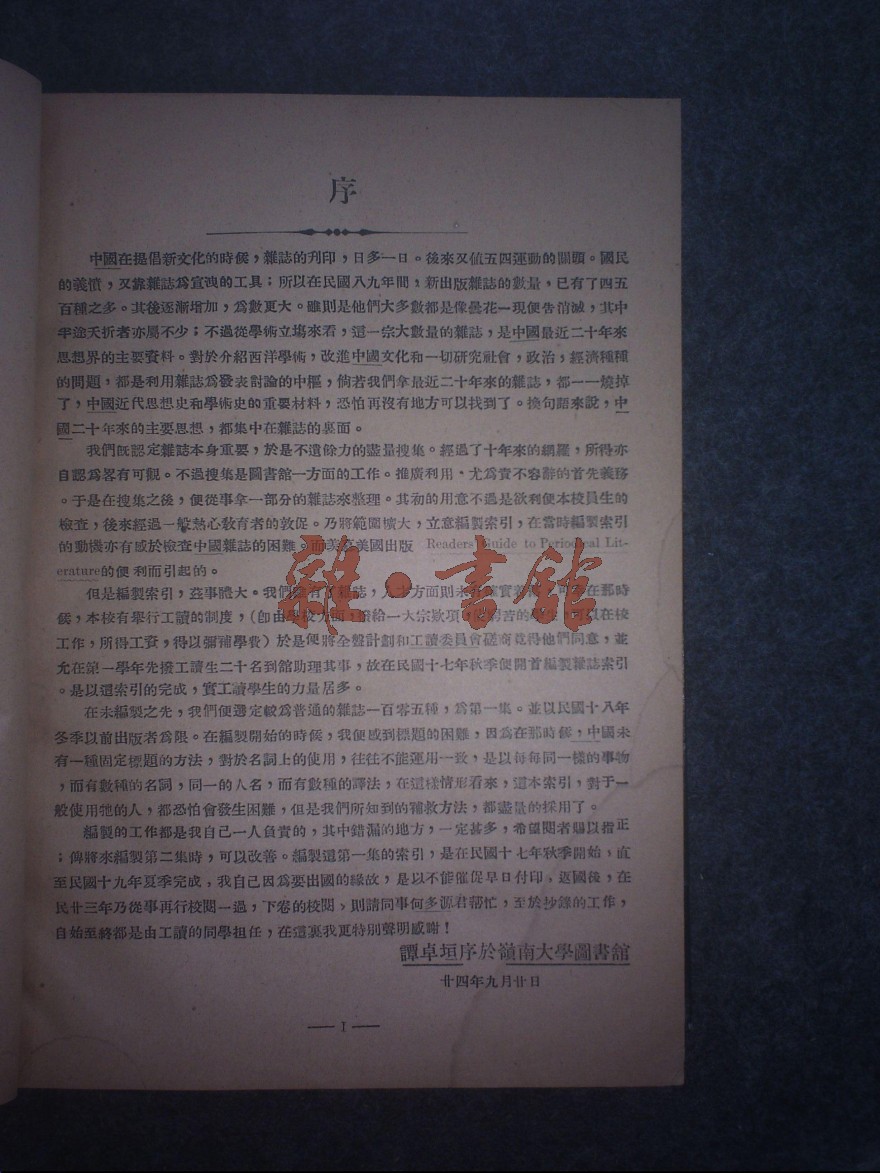 序
中國在提倡新文化的時候，雜誌的刋印，日多一日。後來又值五四運動的關頭。國民
的義憤，又靠雜誌爲宣洩的工具；所以在民國八九年間，新出版雜誌的數量，已有了四五
百種之多。其後逐漸增加，爲數更大。雖則是他們大多數都是像曇花一現便告消滅，其中
半途夭折者亦屬不少；不過從學術立塲來看，這一宗大數量的雜誌，是中國最近二十年來
思想界的主要資料。對於介紹西洋學術，改進中國文化和一切研究社會，政治，經濟種種
的問題，都是利用雜誌爲發表討論的中樞，倘若我們拿最近二十年來的雜誌，都一一燒掉
了，中國近代思想史和學術史的重要材料，恐怕再沒有地方可以找到了。換句語來說，中
國二十年來的主要思想，都集中在雜誌的裏面。
我們旣認定雜誌本身重要，於是不遺餘力的盡量搜集。經過了十年來的網羅，所得亦
自認爲畧有可觀。不過搜集是圖書館一方面的工作。推廣利用，尤爲責不容辭的首先義務
。于是在搜集之後，便從事拿一部分的雜誌來整理。其初的用意不過是欲利便本校員生的
檢查，後來經過一般熱心敎育者的敦促。乃將範圍擴大，立意編製索引，在當時編製索引
的動機亦有感於檢查中國雜誌的困難。而羡慕美國出版 Readers Guide to Periodical Lit-
erature的便利而引起的。
但是編製索引，茲事體大。我們雖有了雜誌，人才方面則未
候，本校有舉行工讀的制度，（卽由學校方面，
工作，所得工資，得以彌補學費）於是便將全盤計劃和工讀委員會磋商竟得他們同意，並
允在第一學年先撥工讀生二十名到館助理其事，故在民國十七年秋季便開首編製雜誌索引
。是以這索引的完成，實工讀學生的力量居多。
在未編製之先，我們便選定較爲普通的雜誌一百零五種，爲第一集。並以民國十八年
冬季以前出版者爲限。在編製開始的時候，我便感到標題的困難，因爲在那時候，中國未
有一種固定標題的方法，對於名詞上的使用，往往不能運用一致，是以每每同一樣的事物
，而有數種的名詞，同一的人名，而有數種的譯法，在這樣情形看來，這本索引，對于一
般使用牠的人，都恐怕會發生困難，但是我們所知到的補救方法，都盡量的採用了。
編製的工作都是我自己一人負責的，其中錯漏的地方，一定甚多，希望閱者賜以指正
；俾將來編製第二集時，可以改善。編製這第一集的索引，是在民國十七年秋季開始，直
至民國十九年夏季完成，我自己因爲要出國的緣故，是以不能催促早日付印，返國後，在
民廿三年乃從事再行校閱一過，下卷的校閱，則請同事何多源君幇忙，至於抄錄的工作，
自始至終都是由工讀的同學担任，在這裏我更特別聲明感謝！
譚卓垣序於嶺南大學圖書館
廿四年九月廿日
— I —
雜·書館